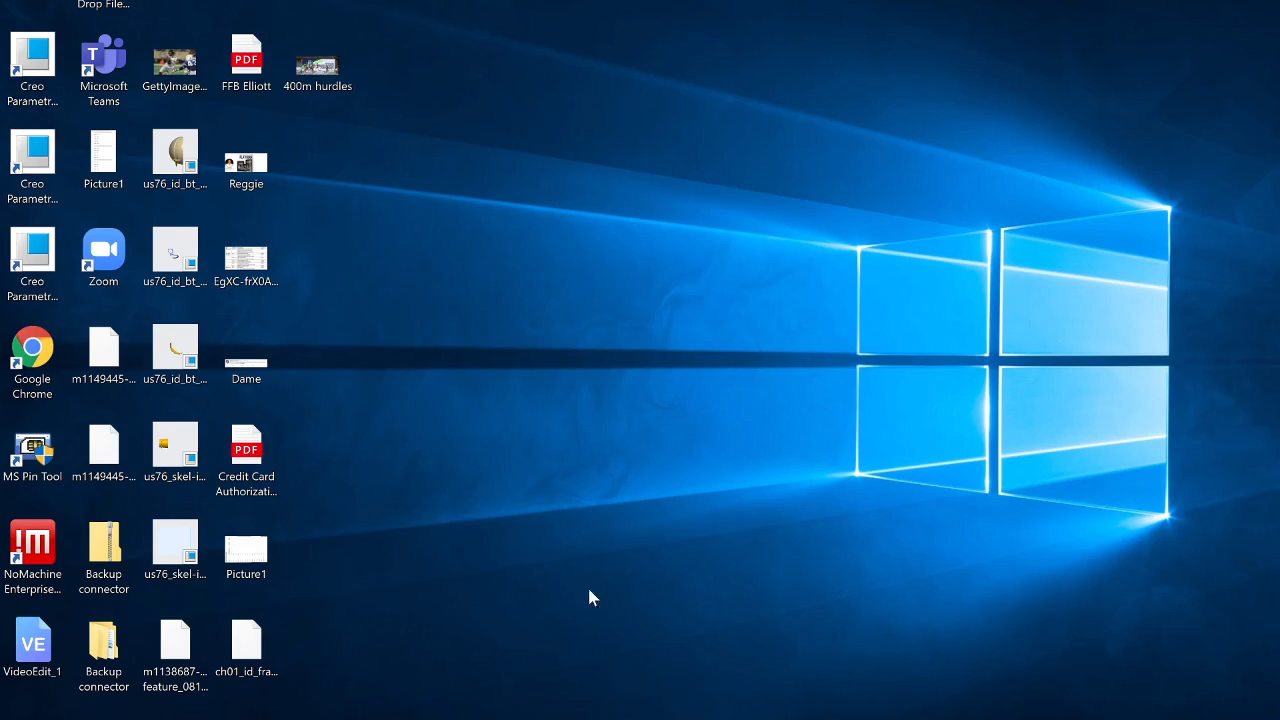 Drop File...
Creo
Parametr...
Microsoft
Teams
GettyImage...
PDF
FFB Elliott
400m hurdles
Creo
Parametr...
Picture1
us76_id_bt_...
Reggie
Creo
Parametr...
Zoom
us76_id_bt_...
EgXC-frX0A...
Google
Chrome
m1149445-...
us76_id_bt_...
Dame
MS Pin Tool
m1149445-...
us76_skel-i...
PDF
Credit Card
Authorizati...
!m
NoMachine
Enterprise...
Backup
connector
us76_skel-i...
Picture1
VE
VideoEdit_1
Backup
connector
m1138687-...
feature_081...
ch01_id_fra...